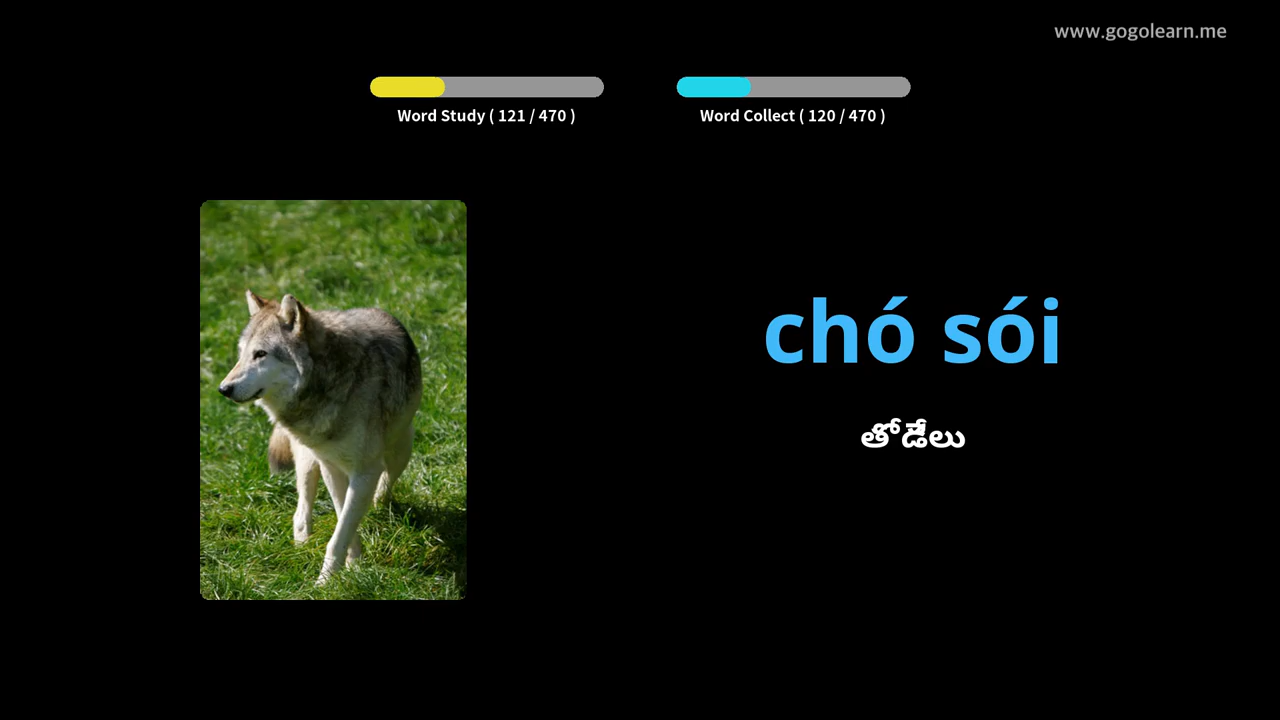 www.gogolearn.me
Word Study ( 121 / 470 )
Word Collect ( 120 / 470 )
chó sói
తోడేలు